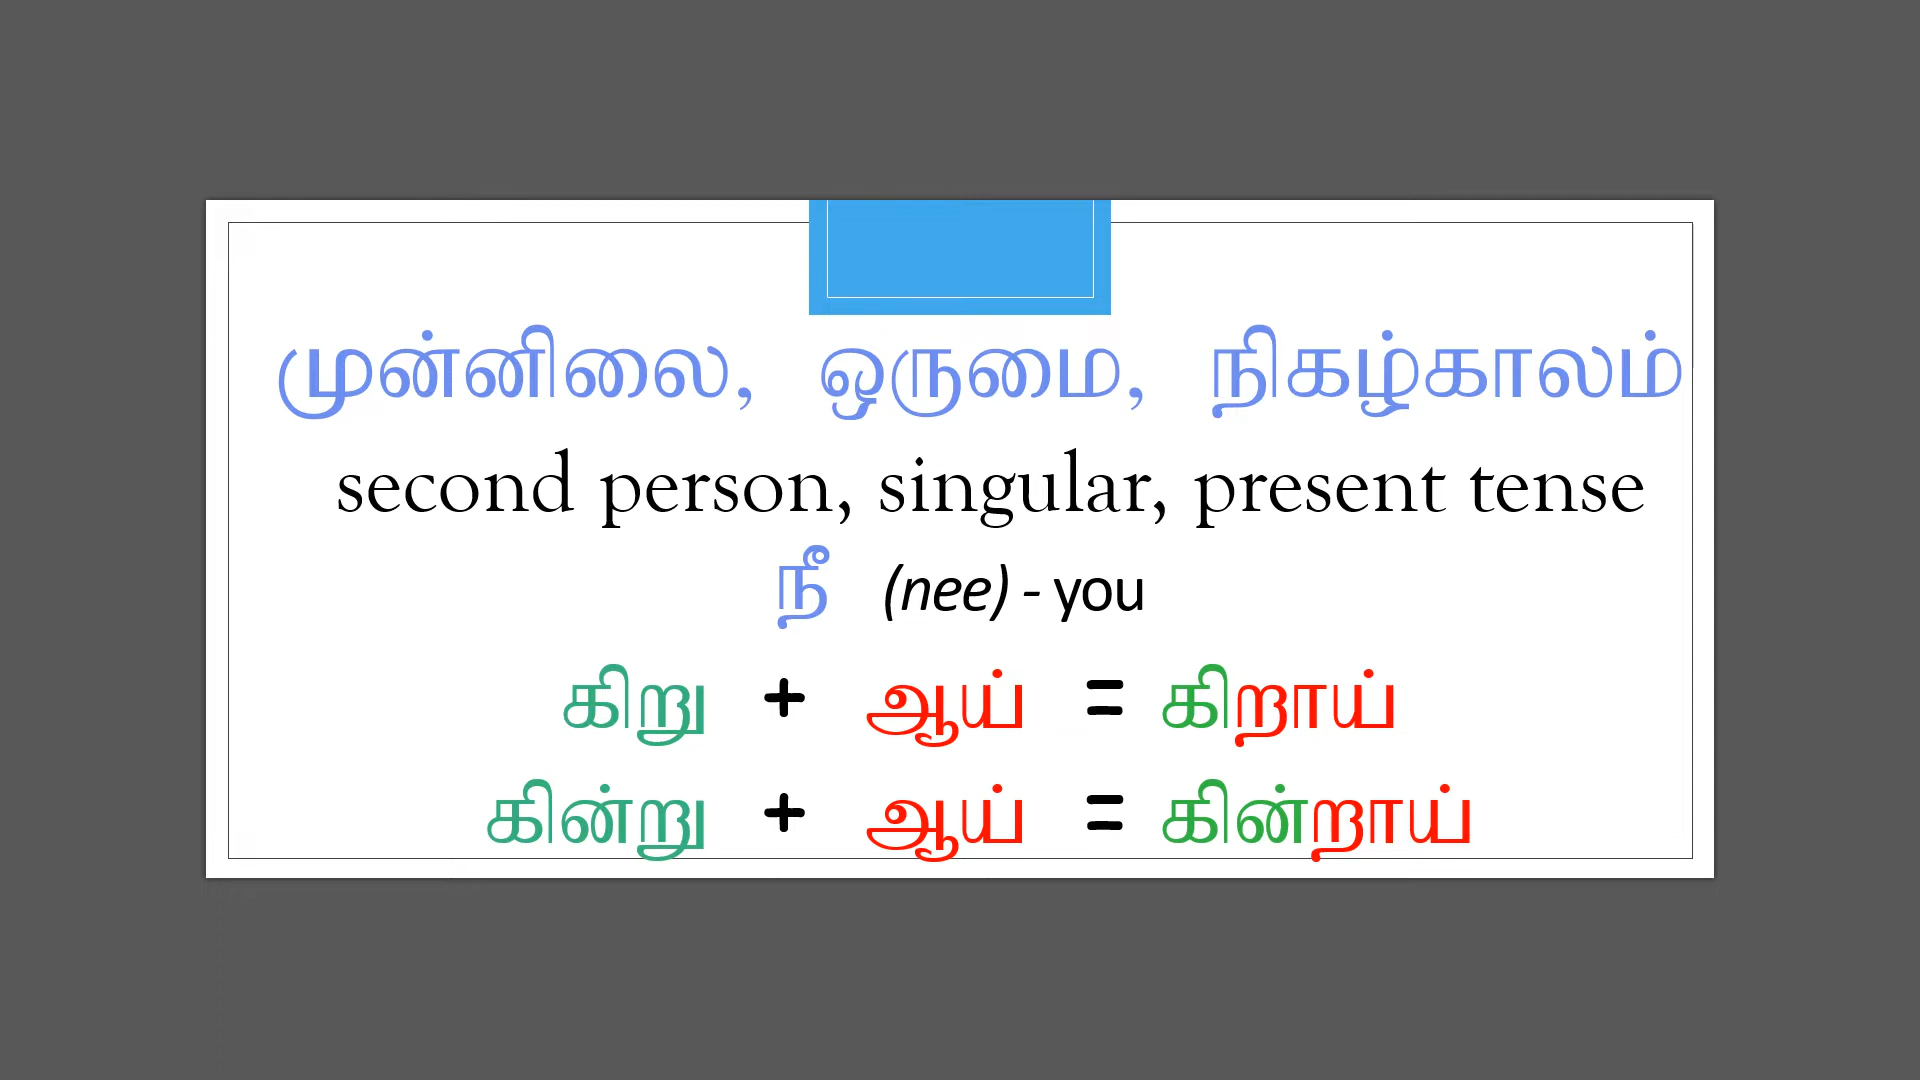 முன்னிலை, ஒருமை, நிகழ்காலம்
second person, singular, present tense
நீ (nee) - you
கிறு + ஆய் = கிறாய்
கின்று + ஆய் = கின்றாய்